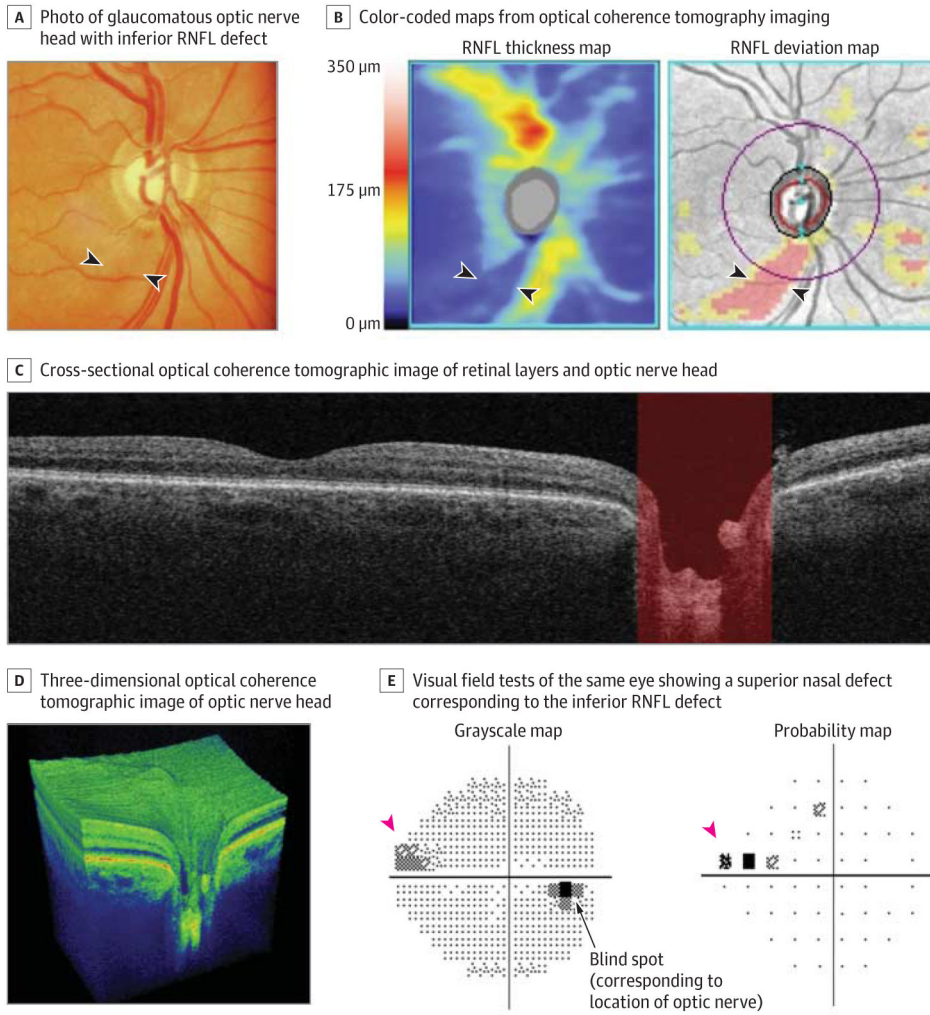 A Photo of glaucomatous optic nerve
head with inferior RNFL defect
B Color-coded maps from optical coherence tomography imaging
RNFL thickness map
RNFL deviation map
350 μm
175 μm
0 μm
C Cross-sectional optical coherence tomographic image of retinal layers and optic nerve head
D Three-dimensional optical coherence
tomographic image of optic nerve head
E Visual field tests of the same eye showing a superior nasal defect
corresponding to the inferior RNFL defect
Grayscale map
Probability map
Blind spot
(corresponding to
location of optic nerve)